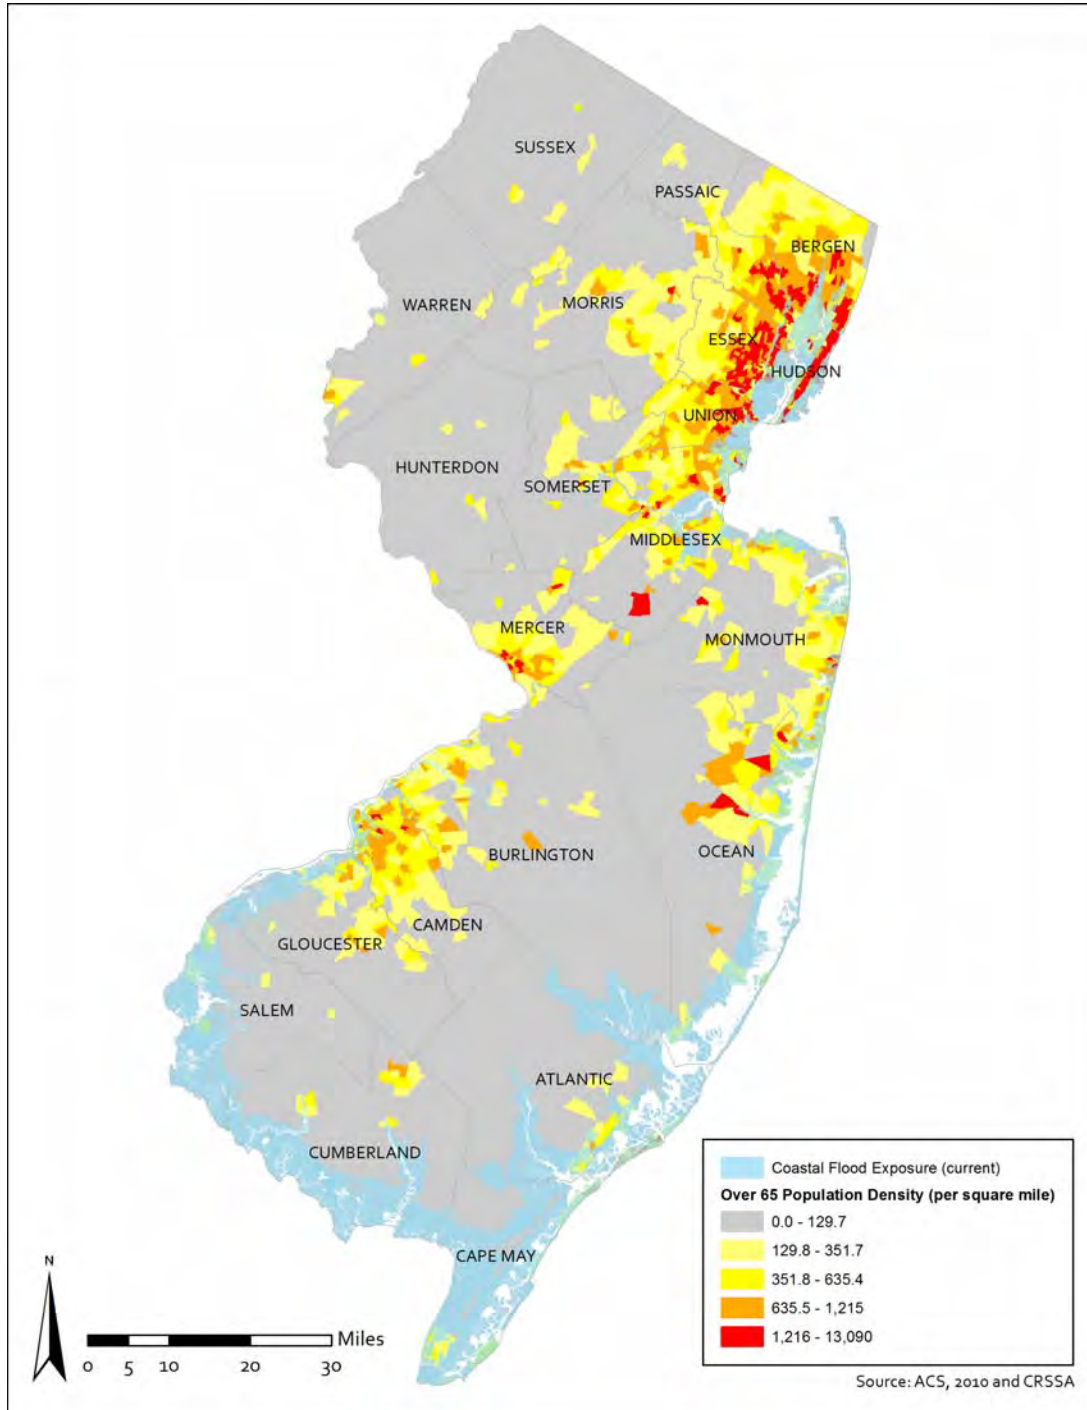 SUSSEX
PASSAIC
BERGEN
WARREN
MORRIS
ESSEX
HUDSON
UNION
HUNTERDON
SOMERSET
MIDDLESEX
MERCER
MONMOUTH
BURLINGTON
OCEAN
CAMDEN
GLOUCESTER
SALEM
ATLANTIC
CUMBERLAND
CAPE MAY
Coastal Flood Exposure (current)
Over 65 Population Density (per square mile)
0.0 - 129.7
129.8 - 351.7
351.8 - 635.4
635.5 - 1,215
1,216 - 13,090
N
Miles
0 5 10 20 30
Source: ACS, 2010 and CRSSA